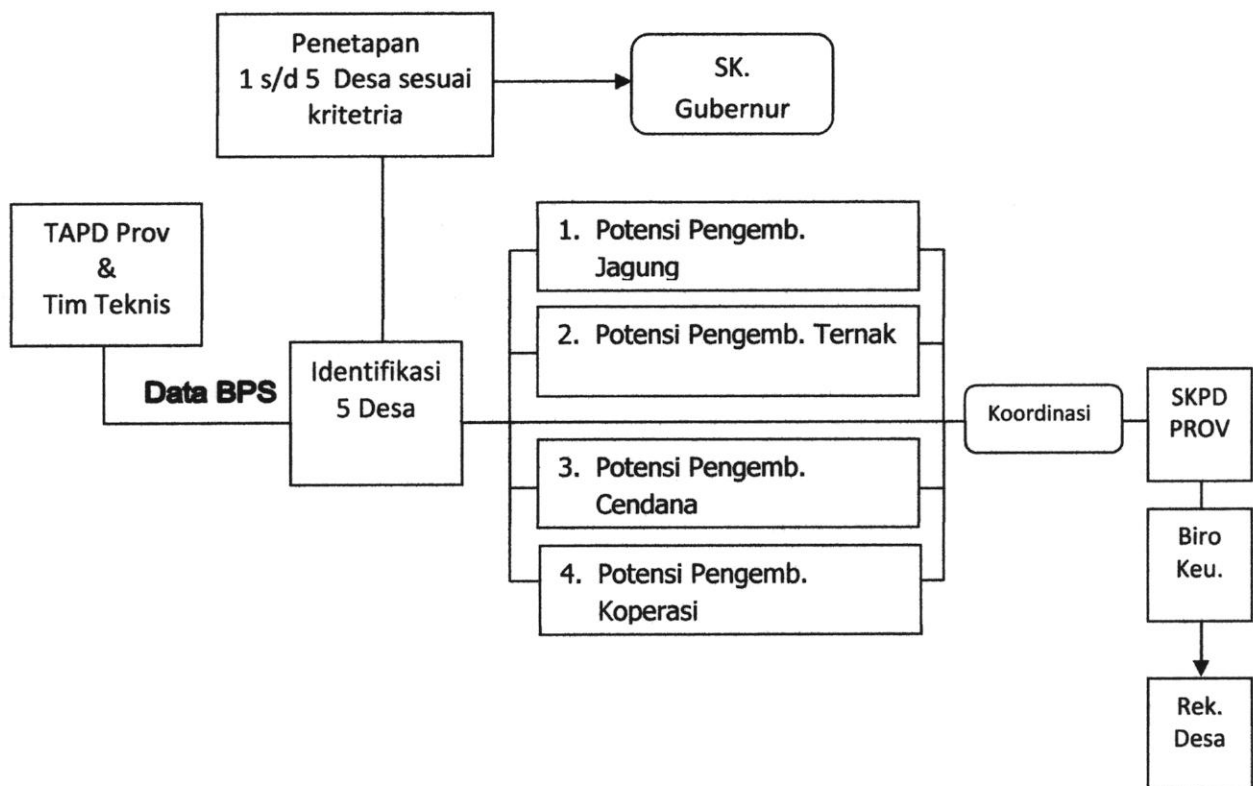 Penetapan
1 s/d 5 Desa sesuai
kritetria
SK.
Gubernur
TAPD Prov
&
Tim Teknis
Data BPS
Identifikasi
5 Desa
1. Potensi Pengemb.
Jagung
2. Potensi Pengemb. Ternak
3. Potensi Pengemb.
Cendana
4. Potensi Pengemb.
Koperasi
Koordinasi
SKPD
PROV
Biro
Keu.
Rek.
Desa